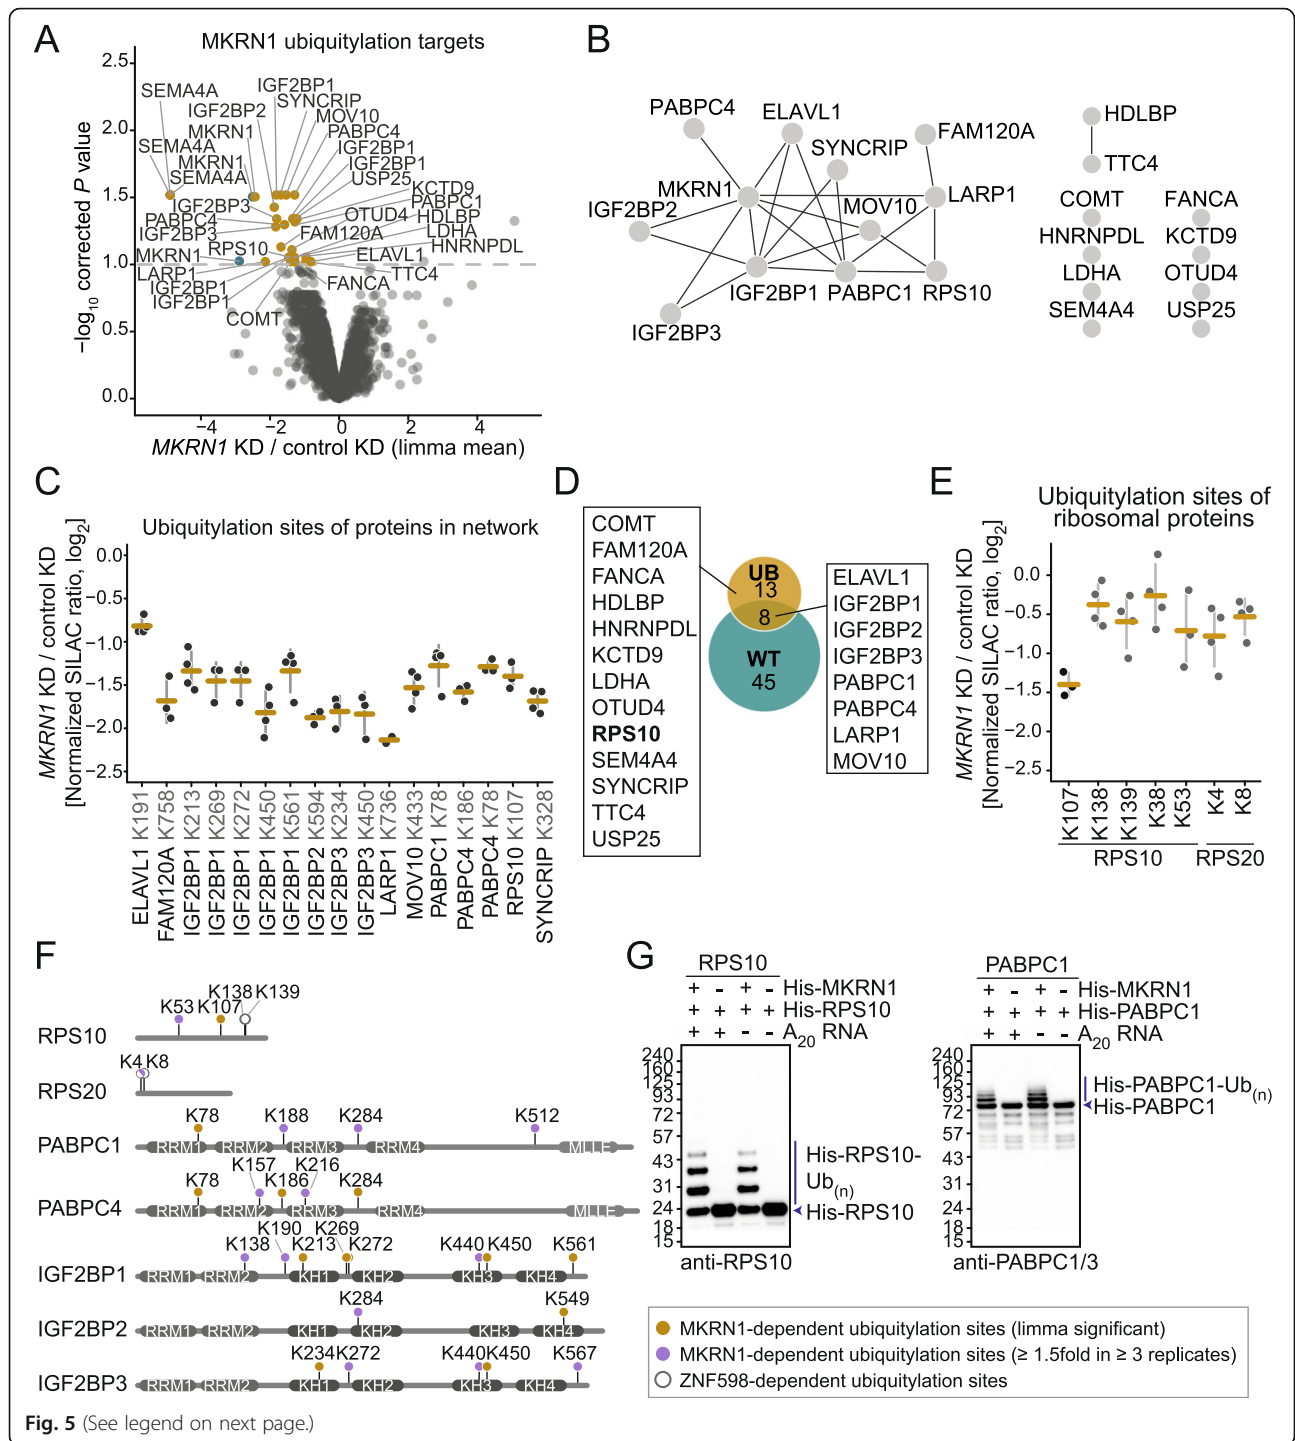 A
MKRN1 ubiquitylation targets
2.5
2.0
1.5
1.0
0.5
0.0
−log10 corrected P value
−4
−2
0
2
4
MKRN1 KD / control KD (limma mean)
SEMA4A
IGF2BP1
SYNCRIP
IGF2BP2
MOV10
MKRN1
PABPC4
SEMA4A
IGF2BP1
MKRN1
IGF2BP1
SEMA4A
USP25
KCTD9
IGF2BP3
PABPC1
PABPC4
OTUD4
HDLBP
IGF2BP3
FAM120A
LDHA
RPS10
HNRNPDL
MKRN1
ELAVL1
LARP1
TTC4
IGF2BP1
FANCA
IGF2BP1
COMT
B
PABPC4
ELAVL1
SYNCRIP
FAM120A
MKRN1
LARP1
IGF2BP2
MOV10
IGF2BP1
PABPC1
RPS10
IGF2BP3
HDLBP
TTC4
COMT
FANCA
HNRNPDL
KCTD9
LDHA
OTUD4
SEM4A4
USP25
C
Ubiquitylation sites of proteins in network
MKRN1 KD / control KD
[Normalized SILAC ratio, log2]
0.0
−0.5
−1.0
−1.5
−2.0
−2.5
ELAVL1 K191
FAM120A K758
IGF2BP1 K213
IGF2BP1 K269
IGF2BP1 K272
IGF2BP1 K450
IGF2BP1 K561
IGF2BP2 K594
IGF2BP3 K234
IGF2BP3 K450
LARP1 K736
MOV10 K433
PABPC1 K78
PABPC4 K186
PABPC4 K78
RPS10 K107
SYNCRIP K328
D
COMT
FAM120A
FANCA
HDLBP
HNRNPDL
KCTD9
LDHA
OTUD4
RPS10
SEM4A4
SYNCRIP
TTC4
USP25
UB
13
8
WT
45
ELAVL1
IGF2BP1
IGF2BP2
IGF2BP3
PABPC1
PABPC4
LARP1
MOV10
E
Ubiquitylation sites of
ribosomal proteins
MKRN1 KD / control KD
[Normalized SILAC ratio, log2]
0.0
−0.5
−1.0
−1.5
−2.0
−2.5
K107
K138
K139
K38
K53
K4
K8
RPS10
RPS20
F
K138 K139
K53 K107
RPS10
K4 K8
RPS20
K78 K188 K284 K512
PABPC1
RRM1 RRM2 RRM3 RRM4 MLLE
K157 K216
K78 K186 K284
PABPC4
RRM1 RRM2 RRM3 RRM4 MLLE
K190 K269
K138 K213 K272 K440 K450 K561
IGF2BP1
RRM1 RRM2 KH1 KH2 KH3 KH4
K284 K549
IGF2BP2
RRM1 RRM2 KH1 KH2 KH3 KH4
K234 K272 K440 K450 K567
IGF2BP3
RRM1 RRM2 KH1 KH2 KH3 KH4
G
RPS10
+ - + - His-MKRN1
+ + + + His-RPS10
+ + - - A20 RNA
240
160
125
93
72
57
43
31
24
18
15
His-RPS10-
Ub(n)
His-RPS10
anti-RPS10
PABPC1
+ - + - His-MKRN1
+ + + + His-PABPC1
+ + - - A20 RNA
240
160
125
93
72
57
43
31
24
18
15
His-PABPC1-Ub(n)
His-PABPC1
anti-PABPC1/3
MKRN1-dependent ubiquitylation sites (limma significant)
MKRN1-dependent ubiquitylation sites (≥ 1.5fold in ≥ 3 replicates)
ZNF598-dependent ubiquitylation sites
Fig. 5 (See legend on next page.)